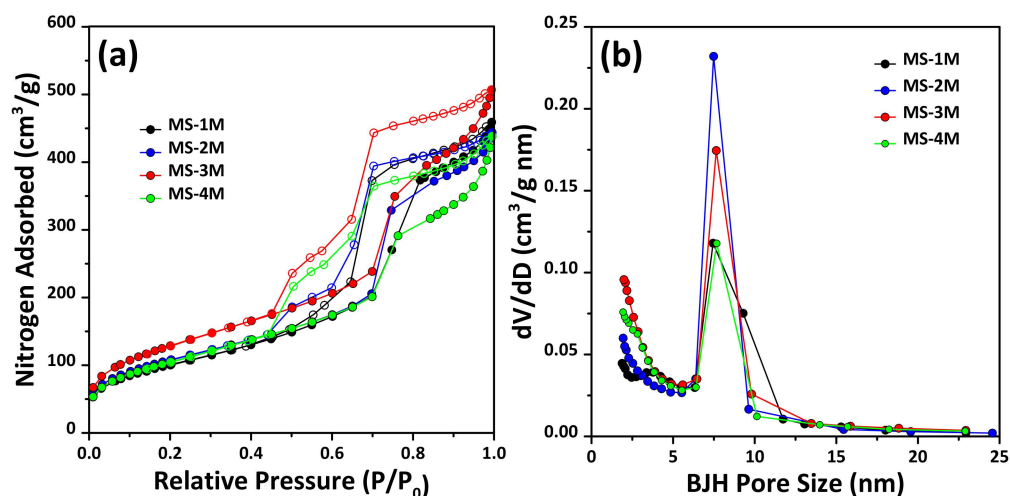 (a)
Nitrogen Adsorbed (cm³/g)
600
500
400
300
200
100
0
MS-1M
MS-2M
MS-3M
MS-4M
0.0
0.2
0.4
0.6
0.8
1.0
Relative Pressure (P/P₀)
(b)
dV/dD (cm³/g nm)
0.25
0.20
0.15
0.10
0.05
0.00
MS-1M
MS-2M
MS-3M
MS-4M
0
5
10
15
20
25
BJH Pore Size (nm)